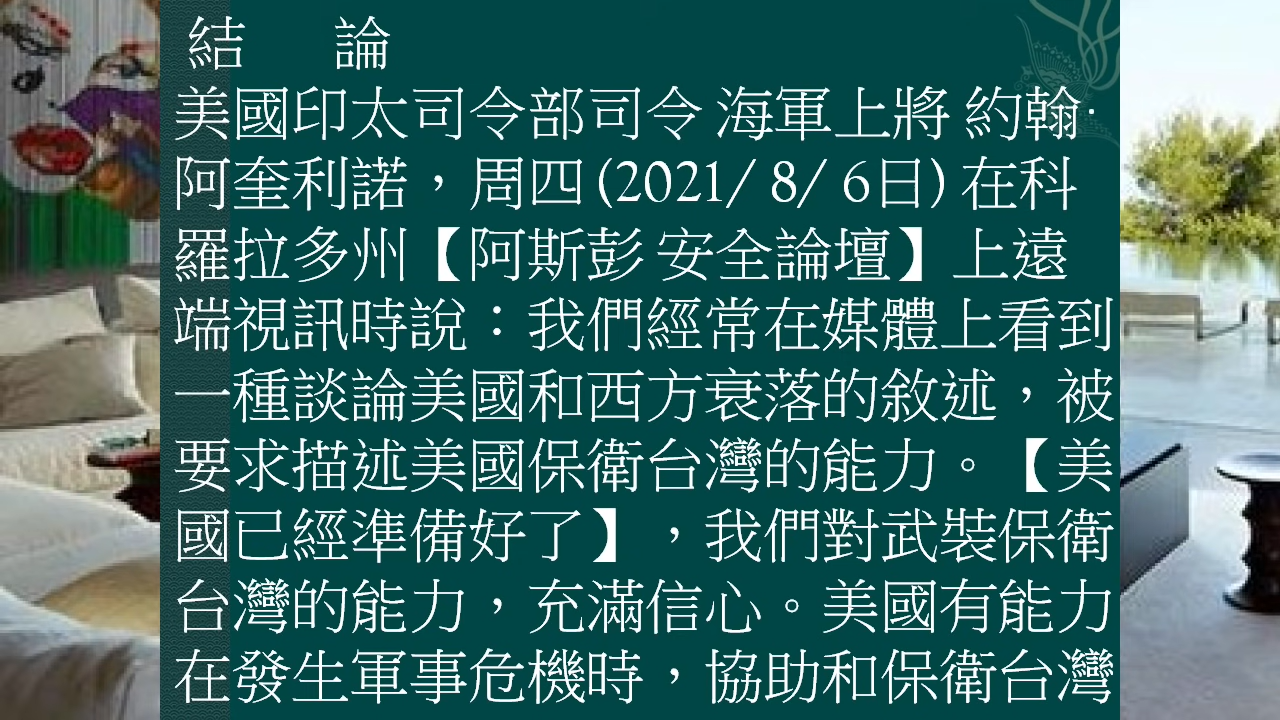 結　論
美國印太司令部司令 海軍上將 約翰·
阿奎利諾，周四 (2021/ 8/ 6日) 在科
羅拉多州【阿斯彭 安全論壇】上遠
端視訊時說：我們經常在媒體上看到
一種談論美國和西方衰落的敘述，被
要求描述美國保衛台灣的能力。【美
國已經準備好了】，我們對武裝保衛
台灣的能力，充滿信心。美國有能力
在發生軍事危機時，協助和保衛台灣